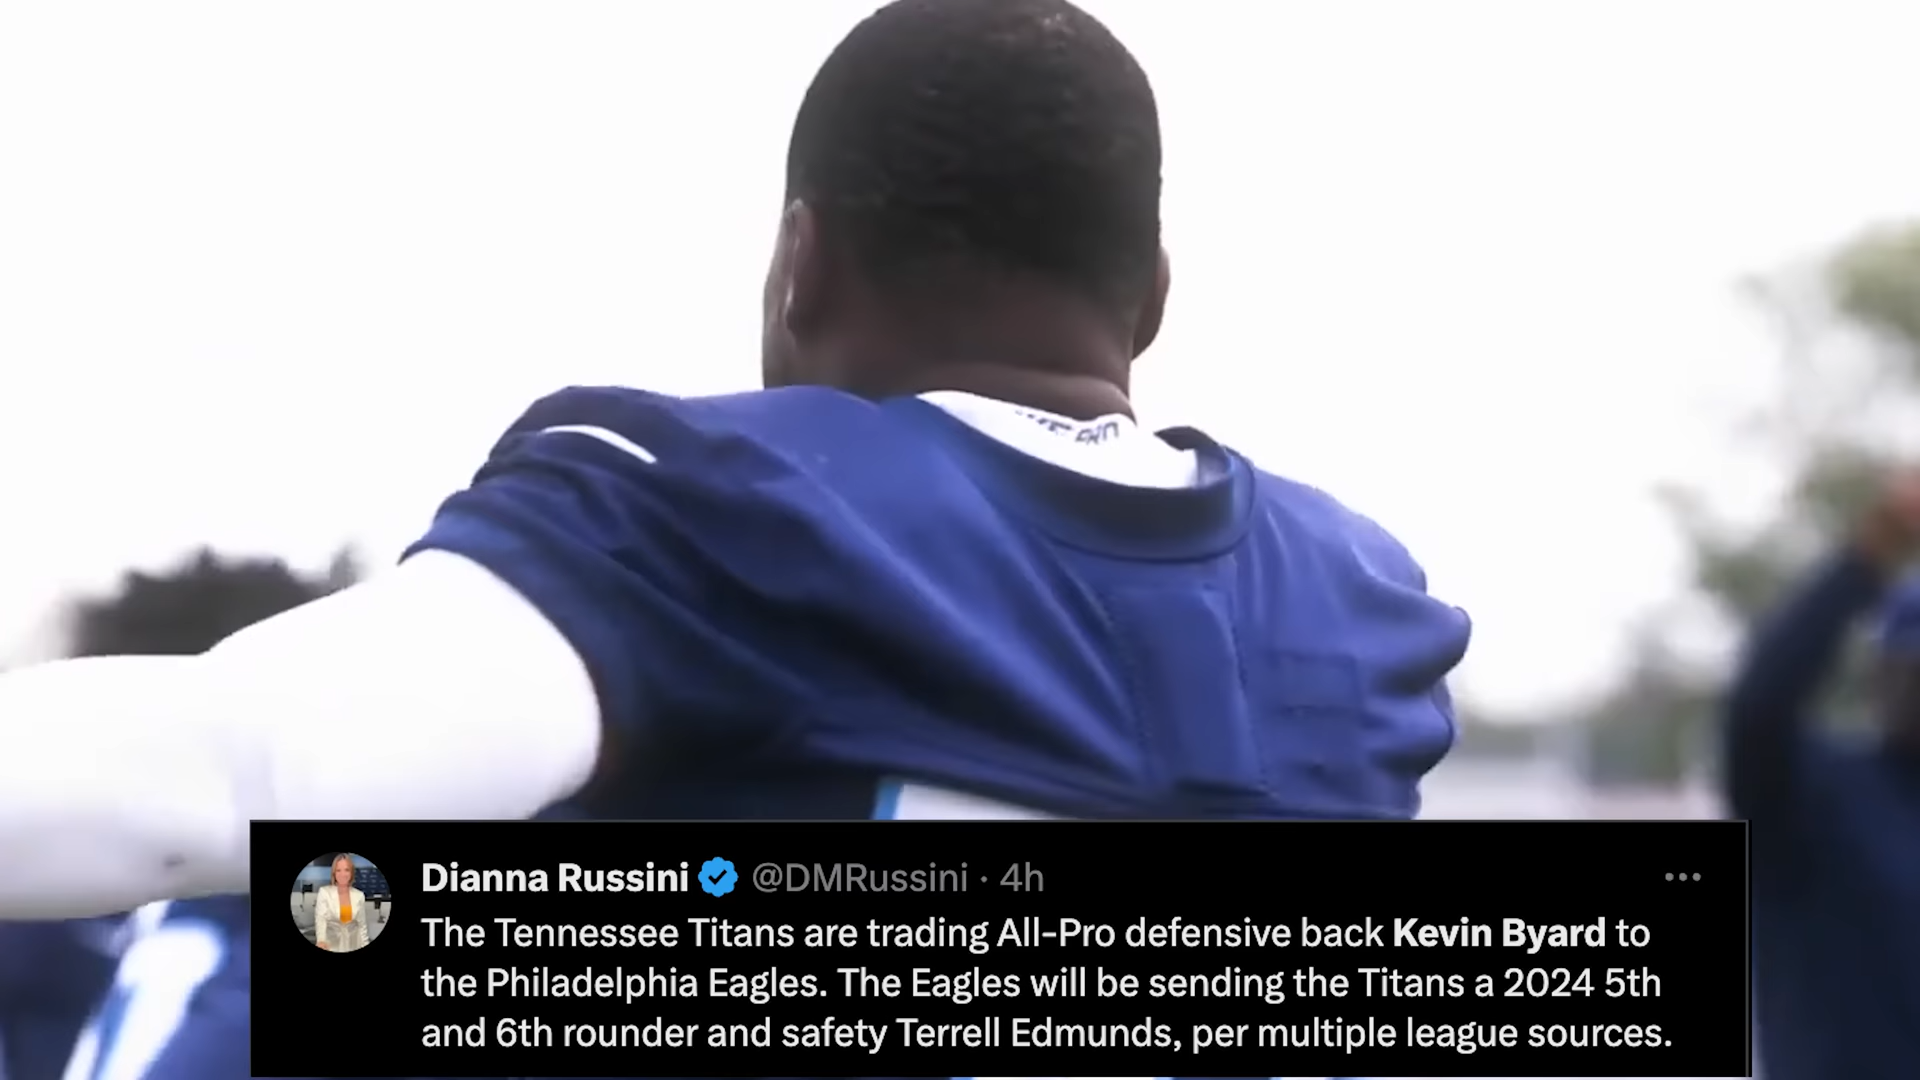 Dianna Russini @DMRussini · 4h
The Tennessee Titans are trading All-Pro defensive back Kevin Byard to
the Philadelphia Eagles. The Eagles will be sending the Titans a 2024 5th
and 6th rounder and safety Terrell Edmunds, per multiple league sources.